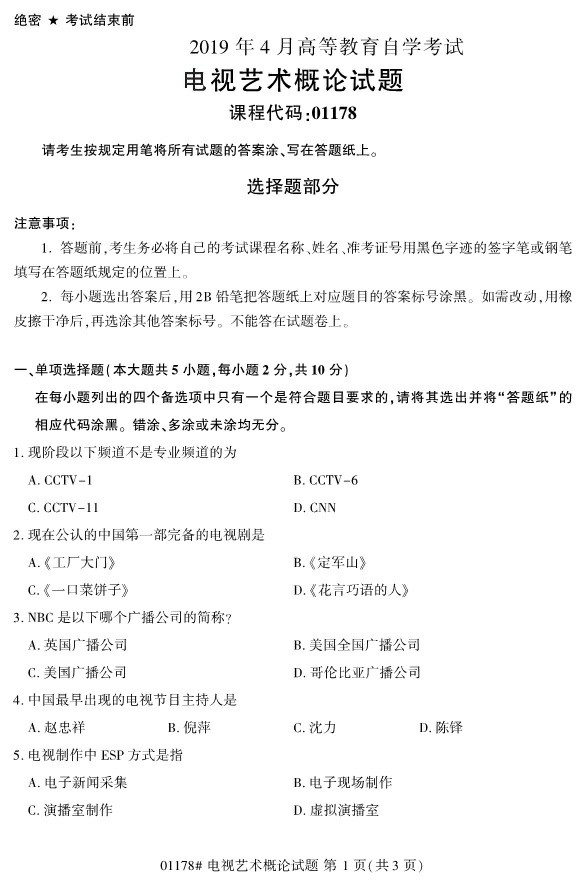 绝密 ★ 考试结束前
2019 年 4 月高等教育自学考试
电视艺术概论试题
课程代码:01178
请考生按规定用笔将所有试题的答案涂、写在答题纸上。
选择题部分
注意事项:
1. 答题前,考生务必将自己的考试课程名称、姓名、准考证号用黑色字迹的签字笔或钢笔
填写在答题纸规定的位置上。
2. 每小题选出答案后,用 2B 铅笔把答题纸上对应题目的答案标号涂黑。如需改动,用橡
皮擦干净后,再选涂其他答案标号。不能答在试题卷上。
一、单项选择题(本大题共 5 小题,每小题 2 分,共 10 分)
在每小题列出的四个备选项中只有一个是符合题目要求的,请将其选出并将“答题纸”的
相应代码涂黑。错涂、多涂或未涂均无分。
1. 现阶段以下频道不是专业频道的为
A. CCTV-1 B. CCTV-6
C. CCTV-11 D. CNN
2. 现在公认的中国第一部完备的电视剧是
A.《工厂大门》 B.《定军山》
C.《一口菜饼子》 D.《花言巧语的人》
3. NBC 是以下哪个广播公司的简称?
A. 英国广播公司 B. 美国全国广播公司
C. 美国广播公司 D. 哥伦比亚广播公司
4. 中国最早出现的电视节目主持人是
A. 赵忠祥 B. 倪萍 C. 沈力 D. 陈铎
5. 电视制作中 ESP 方式是指
A. 电子新闻采集 B. 电子现场制作
C. 演播室制作 D. 虚拟演播室
01178# 电视艺术概论试题 第 1 页(共 3 页)